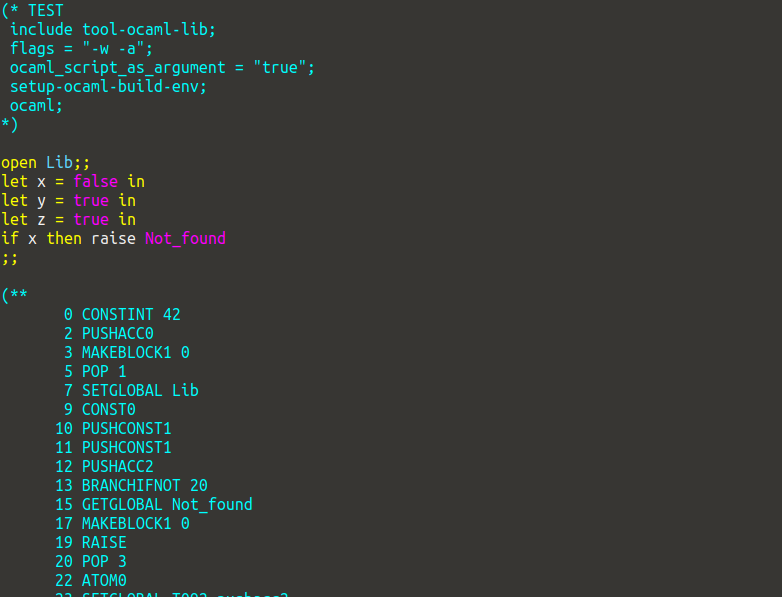 (* TEST
 include tool-ocaml-lib;
 flags = "-w -a";
 ocaml_script_as_argument = "true";
 setup-ocaml-build-env;
 ocaml;
*)

open Lib;;
let x = false in
let y = true in
let z = true in
if x then raise Not_found
;;

(**
       0 CONSTINT 42
       2 PUSHACC0
       3 MAKEBLOCK1 0
       5 POP 1
       7 SETGLOBAL Lib
       9 CONST0
      10 PUSHCONST1
      11 PUSHCONST1
      12 PUSHACC2
      13 BRANCHIFNOT 20
      15 GETGLOBAL Not_found
      17 MAKEBLOCK1 0
      19 RAISE
      20 POP 3
      22 ATOM0
      23 SETGLOBAL